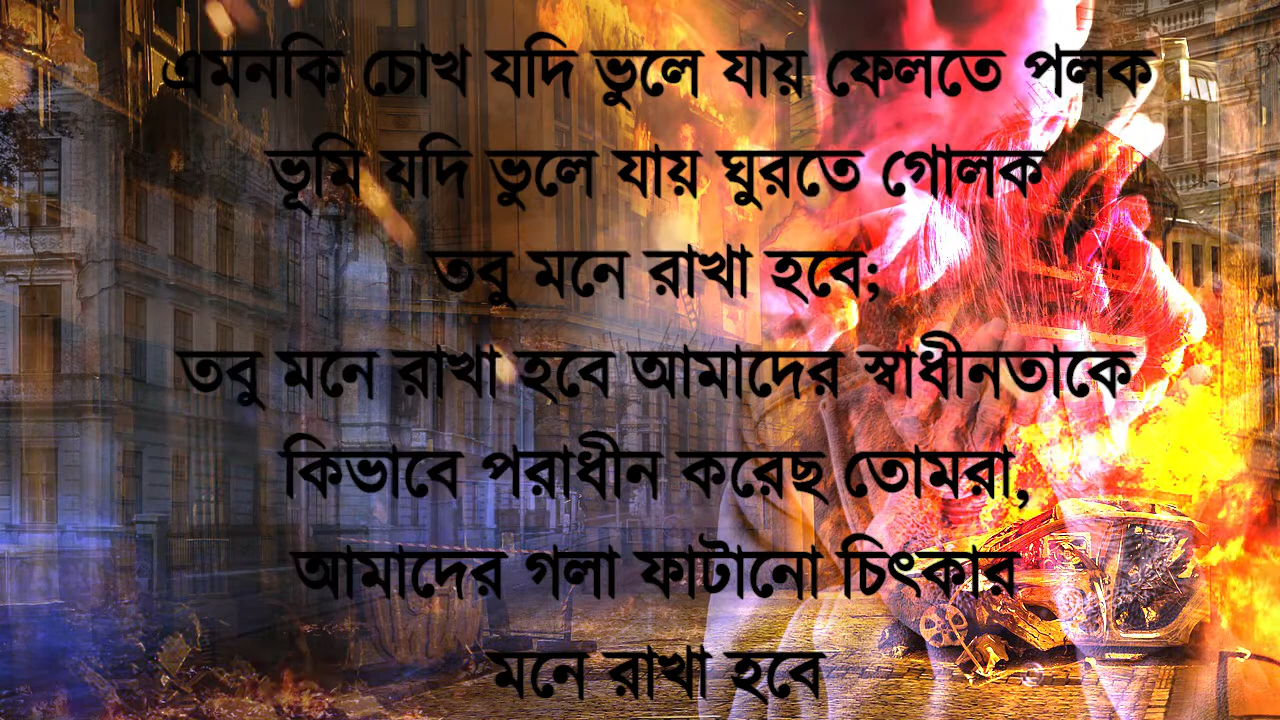 এমনকি চোখ যদি ভুলে যায় ফেলতে পলক
ভূমি যদি ভুলে যায় ঘুরতে গোলক
তবু মনে রাখা হবে;
তবু মনে রাখা হবে আমাদের স্বাধীনতাকে
কিভাবে পরাধীন করেছ তোমরা,
আমাদের গলা ফাটানো চিৎকার
মনে রাখা হবে